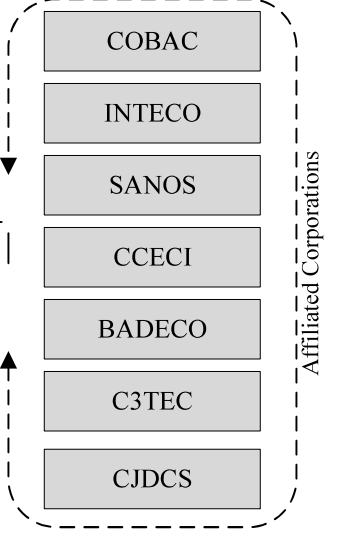 COBAC
INTECO
SANOS
CCECI
BADECO
C3TEC
CJDCS
Affiliated Corporations